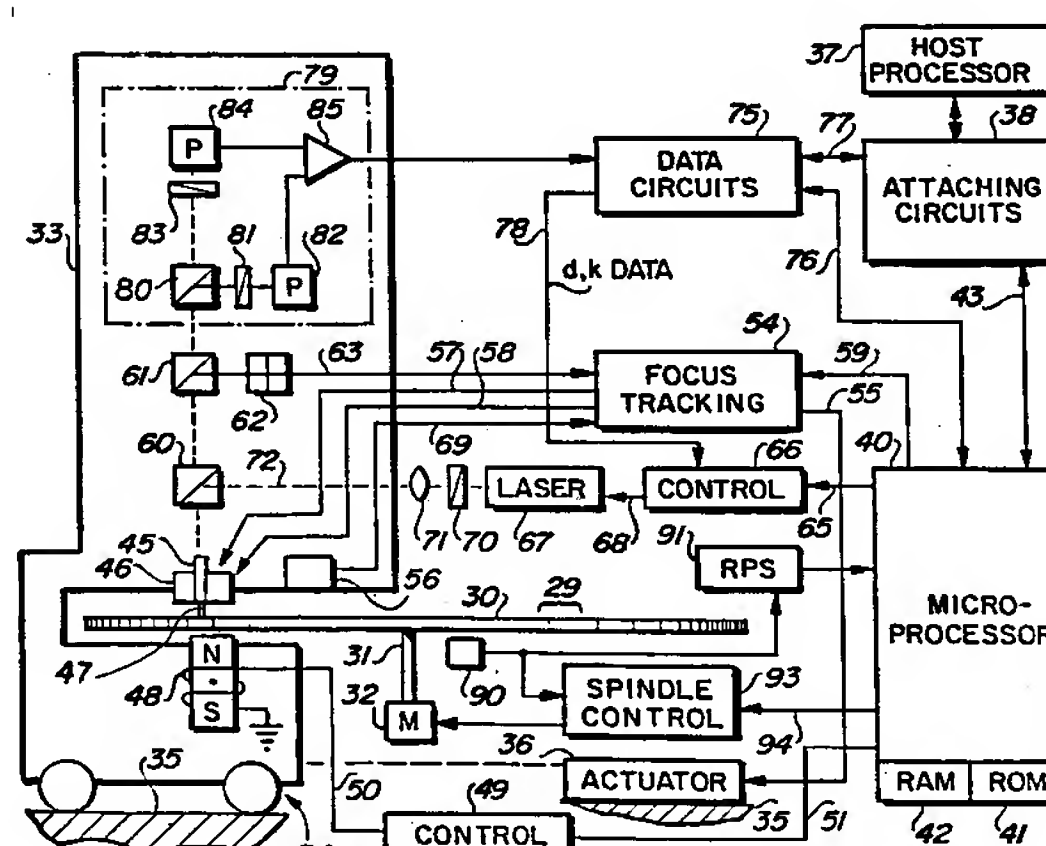 79
84
85
P
83
81
82
80
P
33
61
62
63
57
58
60
72
69
45
46
47
71
70
LASER
67
68
56
37
HOST
PROCESSOR
75
77
38
DATA
CIRCUITS
ATTACHING
CIRCUITS
78
76
43
d,k DATA
54
59
FOCUS
TRACKING
55
40
66
CONTROL
65
91
RPS
30
29
31
90
N
48
S
32
M
SPINDLE
CONTROL
93
94
MICRO-
PROCESSOR
36
ACTUATOR
35
35
50
49
CONTROL
51
RAM
ROM
42
41